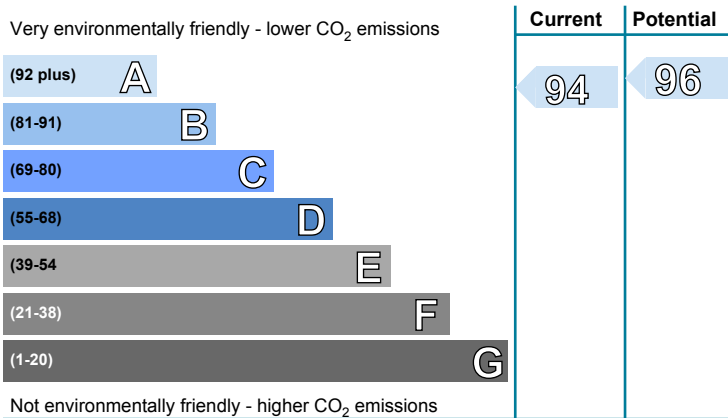 Very environmentally friendly - lower CO2 emissions
Current
Potential
(92 plus) A
94
96
(81-91) B
(69-80) C
(55-68) D
(39-54 E
(21-38) F
(1-20) G
Not environmentally friendly - higher CO2 emissions